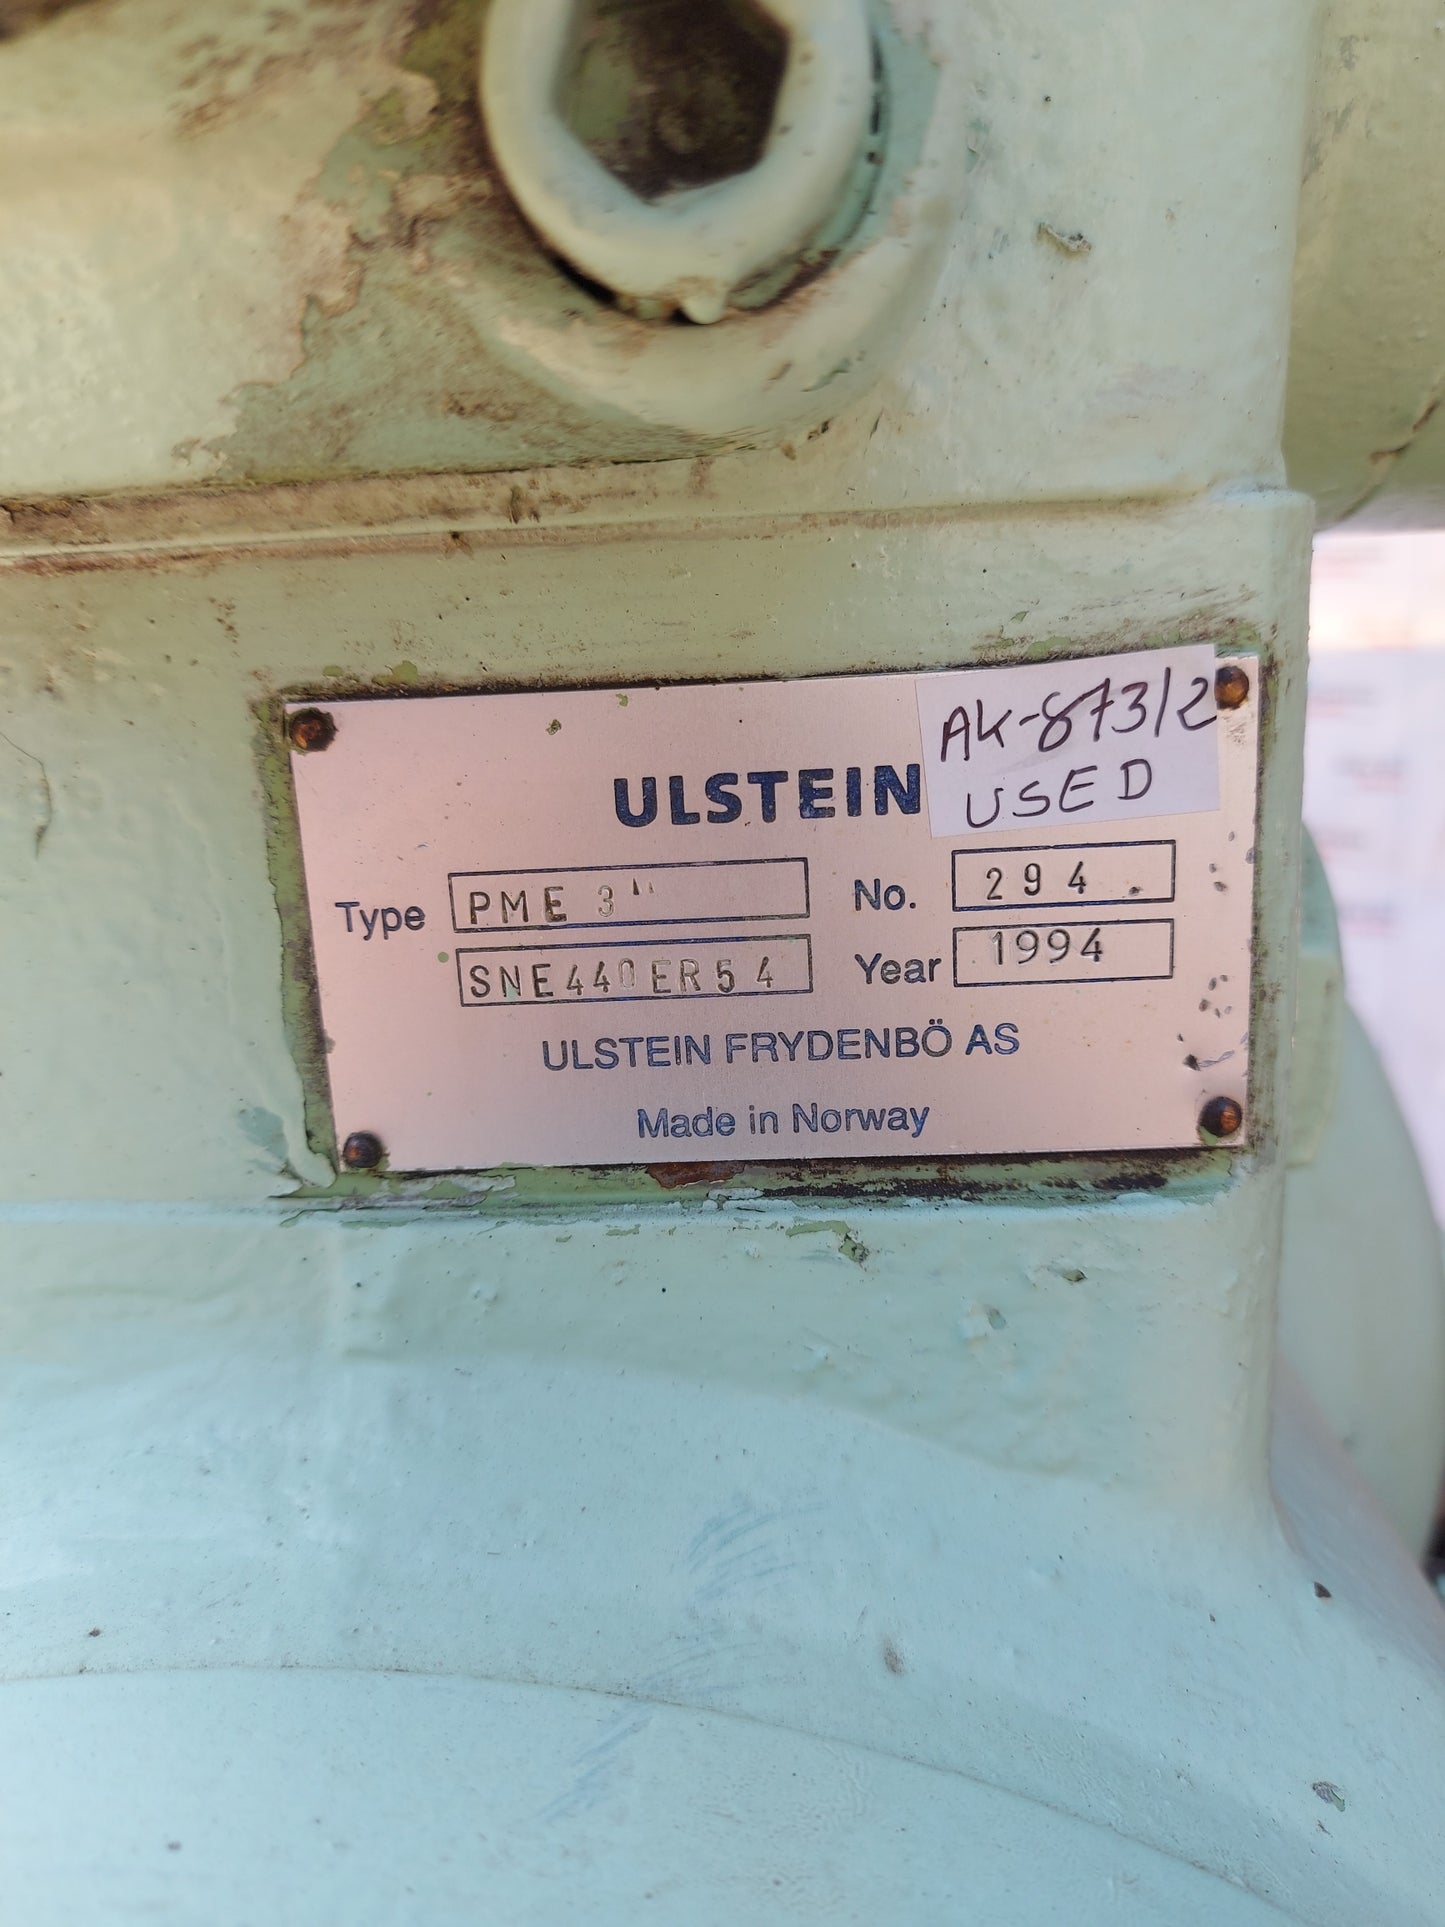 AK-873/2
USED
ULSTEIN
Type PME 3" No. 294
SNE440ER54 Year 1994
ULSTEIN FRYDENBÖ AS
Made in Norway